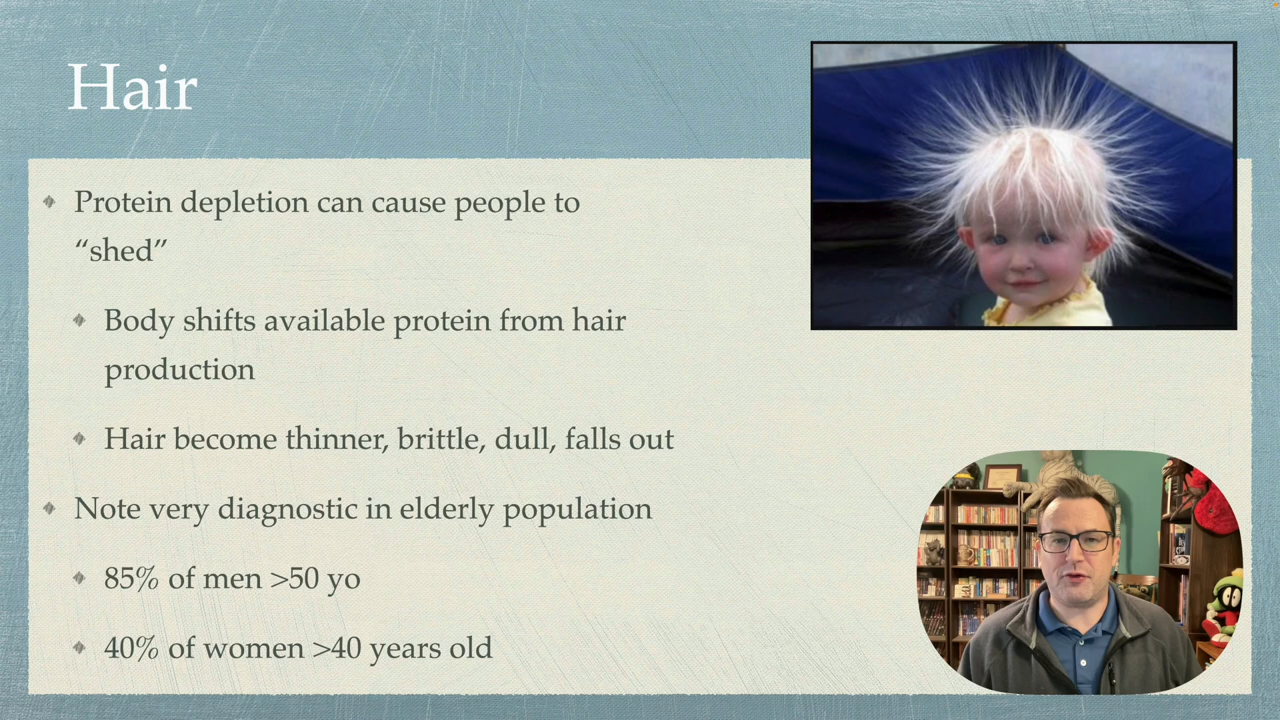 Hair
Protein depletion can cause people to
“shed”
Body shifts available protein from hair
production
Hair become thinner, brittle, dull, falls out
Note very diagnostic in elderly population
85% of men >50 yo
40% of women >40 years old